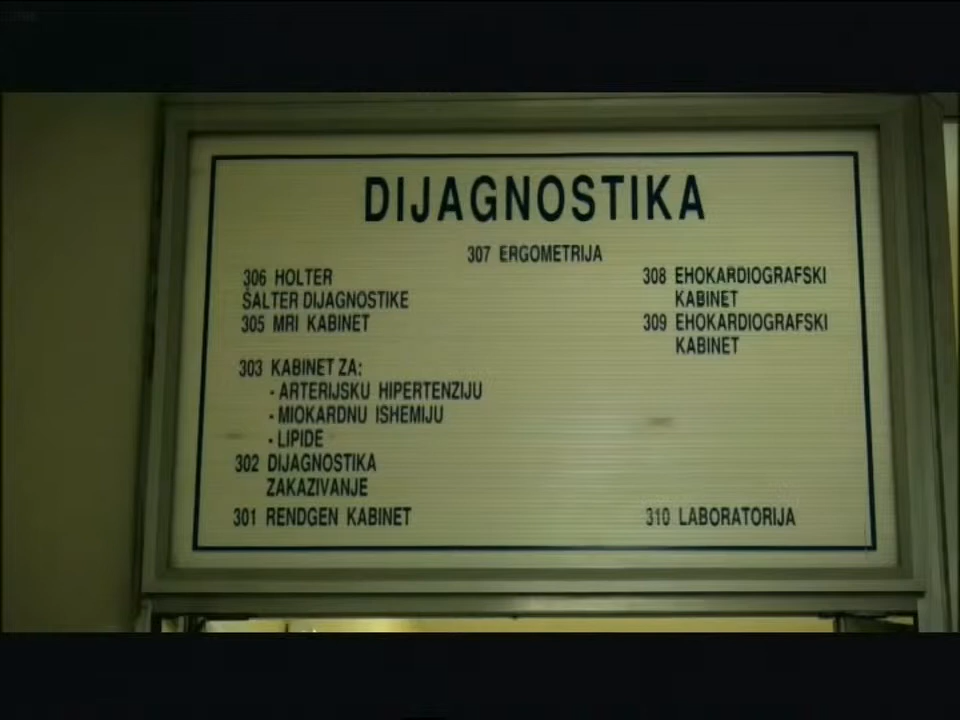 DIJAGNOSTIKA
307 ERGOMETRIJA
306 HOLTER
ŠALTER DIJAGNOSTIKE
305 MRI KABINET
303 KABINET ZA:
- ARTERIJSKU HIPERTENZIJU
- MIOKARDNU ISHEMIJU
- LIPIDE
302 DIJAGNOSTIKA
ZAKAZIVANJE
301 RENDGEN KABINET
308 EHOKARDIOGRAFSKI
KABINET
309 EHOKARDIOGRAFSKI
KABINET
310 LABORATORIJA